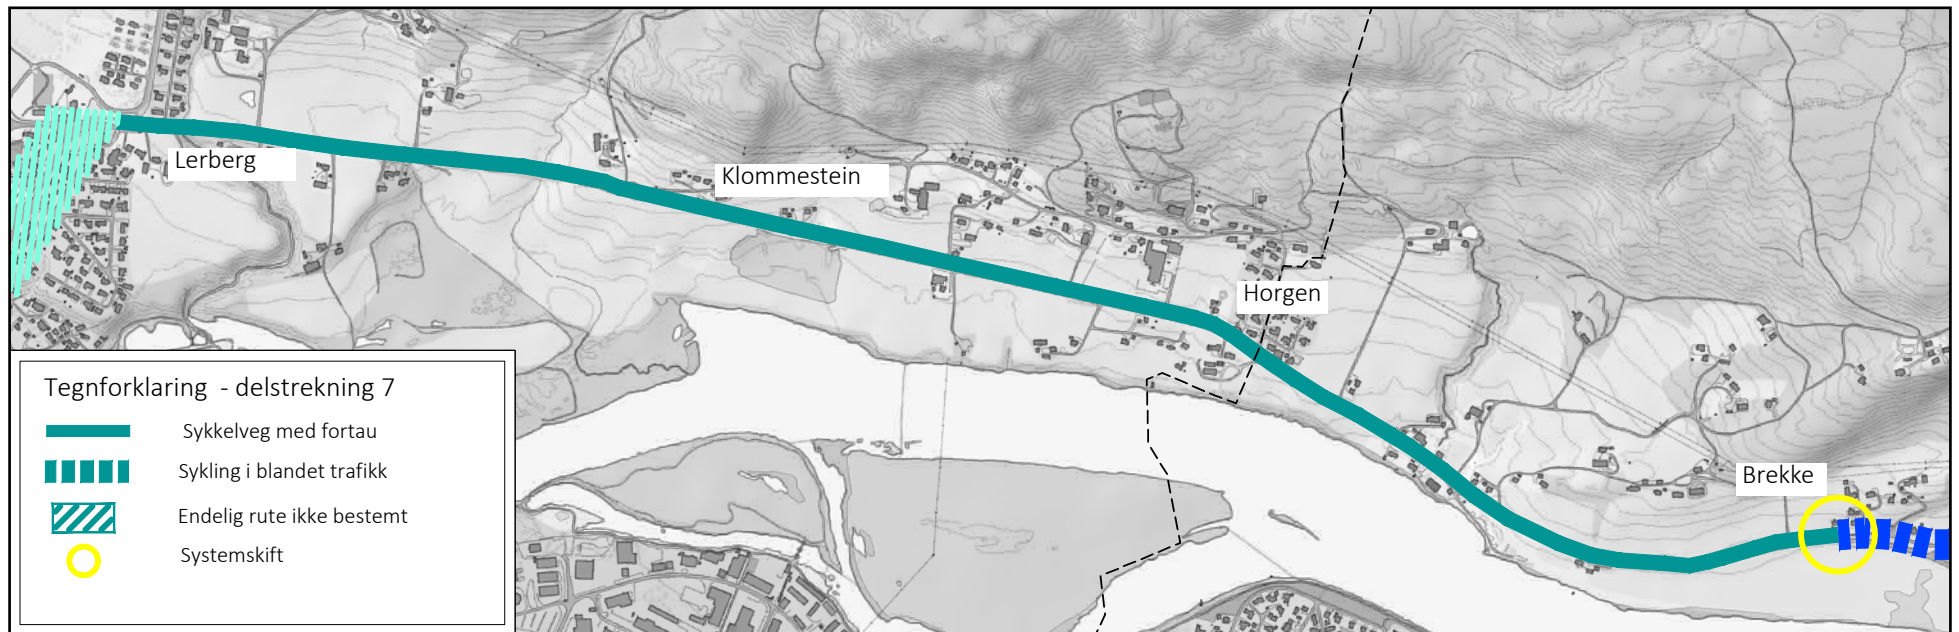 Lerberg
Klommestein
Horgen
Brekke
Tegnforklaring - delstrekning 7
Sykkelveg med fortau
Sykling i blandet trafikk
Endelig rute ikke bestemt
Systemskift